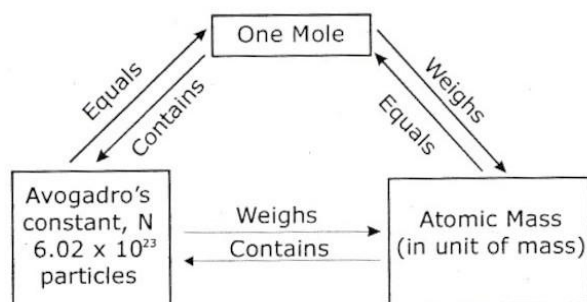 One Mole
Equals
Contains
Weighs
Equals
Avogadro's
constant, N
6.02 x 10²³
particles
Weighs
Contains
Atomic Mass
(in unit of mass)